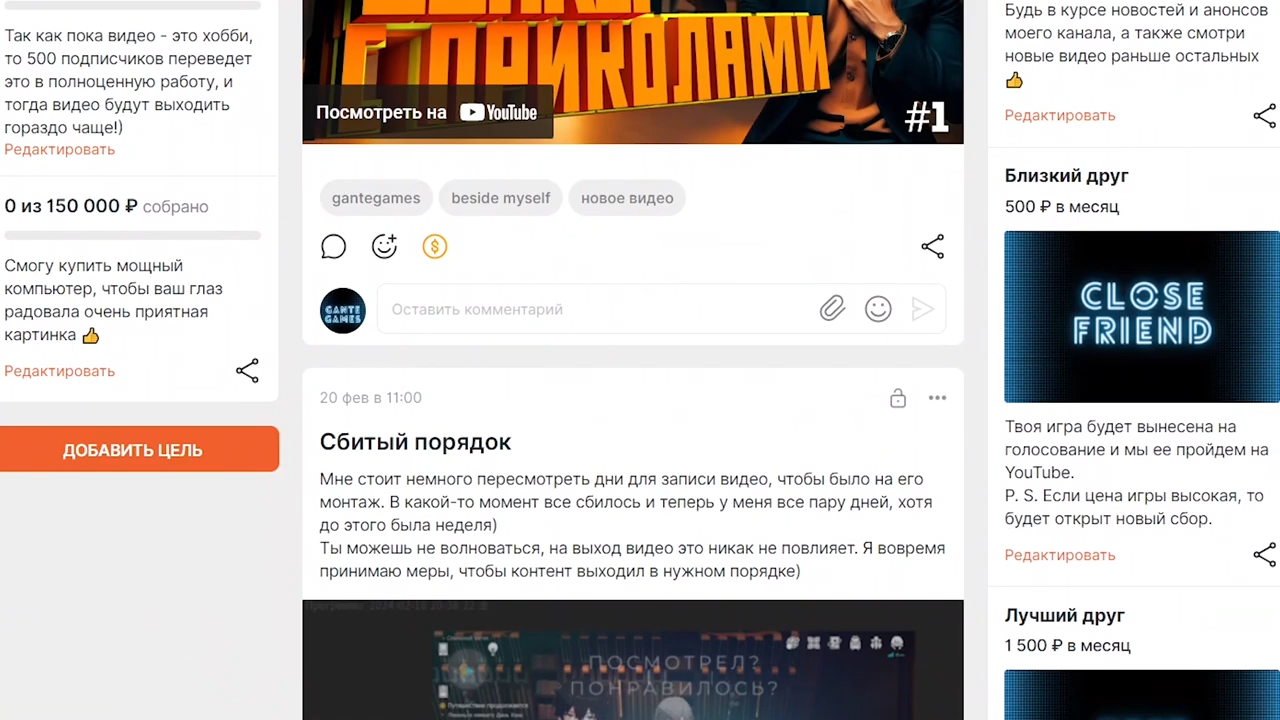 Так как пока видео - это хобби,
то 500 подписчиков переведет
это в полноценную работу, и
тогда видео будут выходить
гораздо чаще!)
Редактировать
0 из 150 000 ₽ собрано
Смогу купить мощный
компьютер, чтобы ваш глаз
радовала очень приятная
картинка 👍
Редактировать
ДОБАВИТЬ ЦЕЛЬ
С ПРИКОЛАМИ
Посмотреть на YouTube
#1
gantegames
beside myself
новое видео
GANTE
GAMES
Оставить комментарий
20 фев в 11:00
Сбитый порядок
Мне стоит немного пересмотреть дни для записи видео, чтобы было на его
монтаж. В какой-то момент все сбилось и теперь у меня все пару дней, хотя
до этого была неделя)
Ты можешь не волноваться, на выход видео это никак не повлияет. Я вовремя
принимаю меры, чтобы контент выходил в нужном порядке)
ПОСМОТРЕЛ?
ПОНРАВИЛОСЬ?
Будь в курсе новостей и анонсов
моего канала, а также смотри
новые видео раньше остальных
👍
Редактировать
Близкий друг
500 ₽ в месяц
CLOSE
FRIEND
Твоя игра будет вынесена на
голосование и мы ее пройдем на
YouTube.
P. S. Если цена игры высокая, то
будет открыт новый сбор.
Редактировать
Лучший друг
1 500 ₽ в месяц